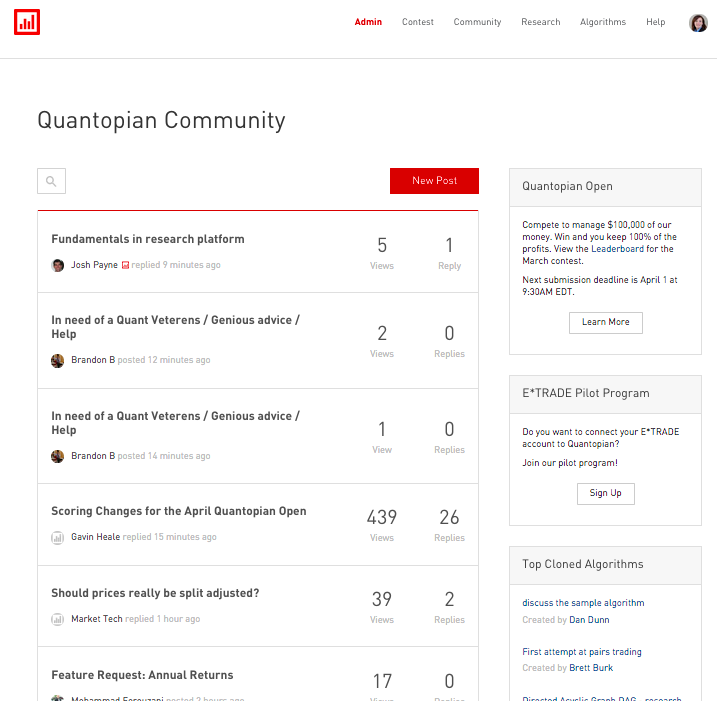 Admin Contest Community Research Algorithms Help
Quantopian Community
New Post
Fundamentals in research platform
Josh Payne replied 9 minutes ago
5 Views
1 Reply
In need of a Quant Veterens / Genious advice /
Help
Brandon B posted 12 minutes ago
2 Views
0 Replies
In need of a Quant Veterens / Genious advice /
Help
Brandon B posted 14 minutes ago
1 View
0 Replies
Scoring Changes for the April Quantopian Open
Gavin Heale replied 15 minutes ago
439 Views
26 Replies
Should prices really be split adjusted?
Market Tech replied 1 hour ago
39 Views
2 Replies
Feature Request: Annual Returns
Mohammad Forouzani posted 2 hours ago
17 Views
0 Replies
Quantopian Open
Compete to manage $100,000 of our
money. Win and you keep 100% of the
profits. View the Leaderboard for the
March contest.
Next submission deadline is April 1 at
9:30AM EDT.
Learn More
E*TRADE Pilot Program
Do you want to connect your E*TRADE
account to Quantopian?
Join our pilot program!
Sign Up
Top Cloned Algorithms
discuss the sample algorithm
Created by Dan Dunn
First attempt at pairs trading
Created by Brett Burk
Directed Acyclic Graph DAG - research